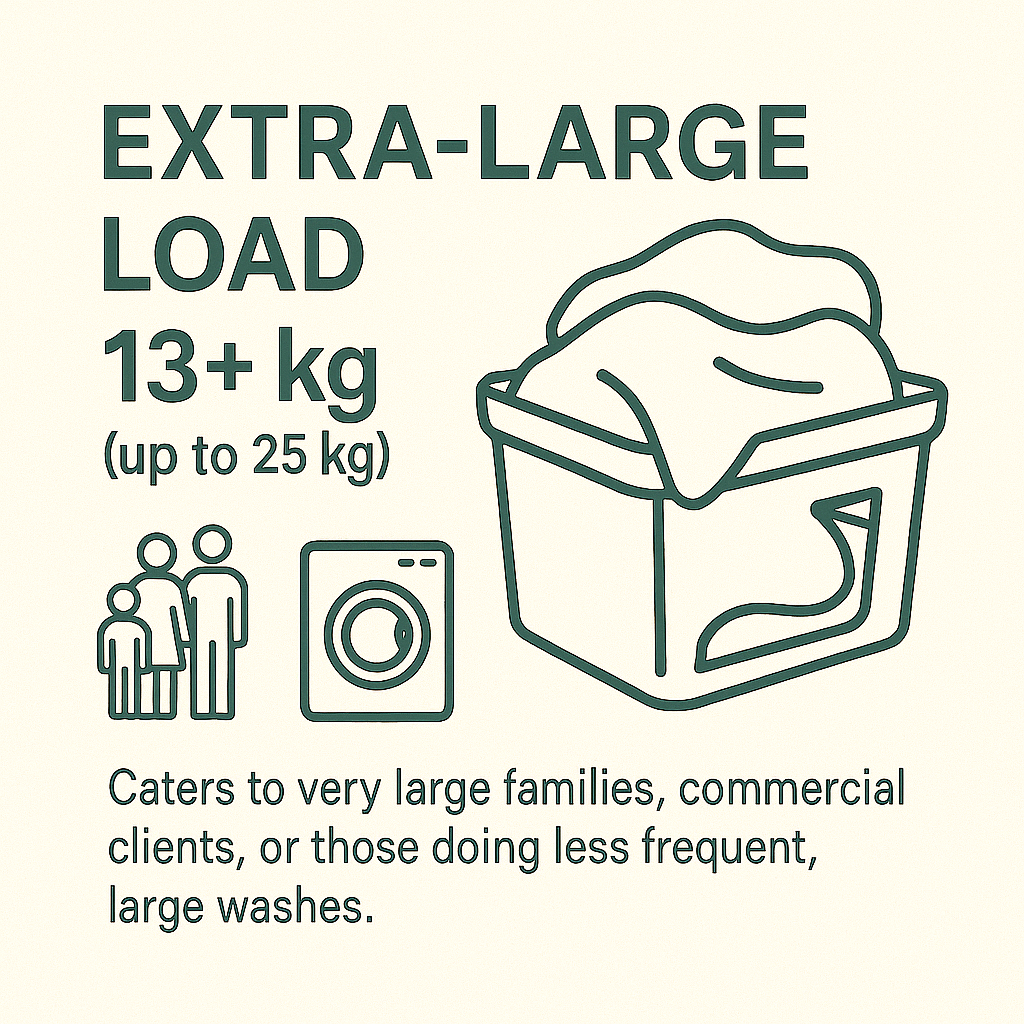 EXTRA-LARGE
LOAD
13+ kg
(up to 25 kg)
Caters to very large families, commercial
clients, or those doing less frequent,
large washes.